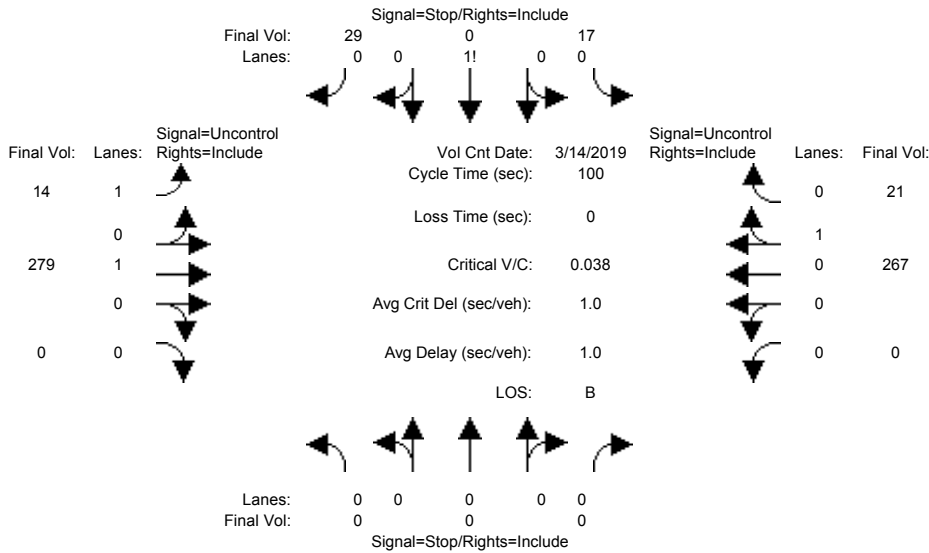 Signal=Stop/Rights=Include
Final Vol: 29 0 17
Lanes: 0 0 1! 0 0
Signal=Uncontrol Signal=Uncontrol
Final Vol: Lanes: Rights=Include Vol Cnt Date: 3/14/2019 Rights=Include Lanes: Final Vol:
Cycle Time (sec): 100
14 1 0 21
Loss Time (sec): 0
0 1
279 1 Critical V/C: 0.038 0 267
0 Avg Crit Del (sec/veh): 1.0 0
0 0 Avg Delay (sec/veh): 1.0 0 0
LOS: B
Lanes: 0 0 0 0 0
Final Vol: 0 0 0
Signal=Stop/Rights=Include